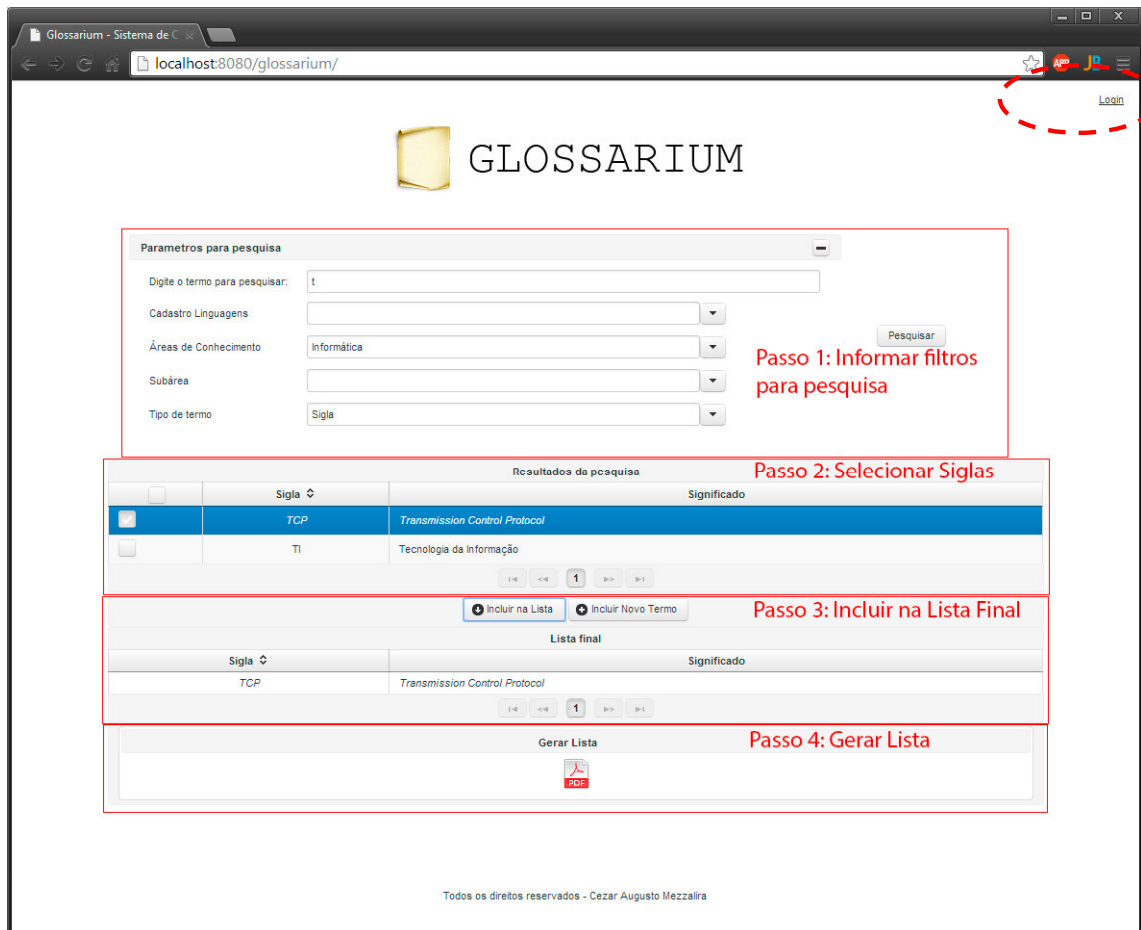 Glossarium - Sistema de C
localhost:8080/glossarium/
ABP
JB
Login
GLOSSARIUM
Parametros para pesquisa
Digite o termo para pesquisar: t
Cadastro Linguagens
Áreas de Conhecimento Informática
Subárea
Tipo de termo Sigla
Pesquisar
Passo 1: Informar filtros
para pesquisa
Resultados da pesquisa
Passo 2: Selecionar Siglas
Sigla Significado
TCP Transmission Control Protocol
TI Tecnologia da Informação
1
Incluir na Lista Incluir Novo Termo
Passo 3: Incluir na Lista Final
Lista final
Sigla Significado
TCP Transmission Control Protocol
1
Gerar Lista
Passo 4: Gerar Lista
PDF
Todos os direitos reservados - Cezar Augusto Mezzalira